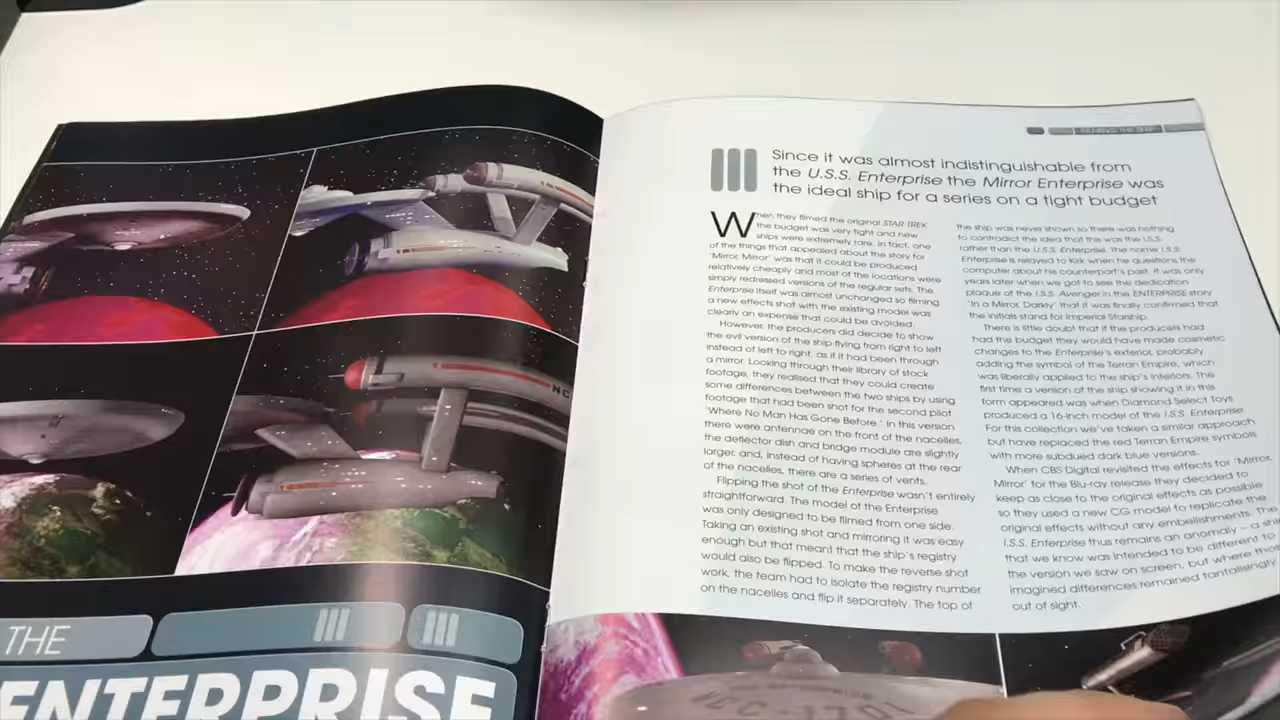 NC
THE
ENTERPRISE
Since it was almost indistinguishable from
the U.S.S. Enterprise the Mirror Enterprise was
the ideal ship for a series on a tight budget
When they filmed the original STAR TREK
the budget was very tight and new
ships were extremely rare. In fact, one
of the things that appealed about the story for
'Mirror, Mirror' was that it could be produced
relatively cheaply and most of the locations were
simply redressed versions of the regular sets. The
Enterprise itself was almost unchanged so filming
a new effects shot with the existing model was
clearly an expense that could be avoided.
However, the producers did decide to show
the evil version of the ship flying from right to left
instead of left to right, as if it had been through
a mirror. Looking through their library of stock
footage, they realised that they could create
some differences between the two ships by using
footage that had been shot for the second pilot
'Where No Man Has Gone Before.' In this version,
there were antennae on the front of the nacelles,
the deflector dish and bridge module are slightly
larger, and, instead of having spheres at the rear
of the nacelles, there are a series of vents.
Flipping the shot of the Enterprise wasn't entirely
straightforward. The model of the Enterprise
was only designed to be filmed from one side.
Taking an existing shot and mirroring it was easy
enough but that meant that the ship's registry
would also be flipped. To make the reverse shot
work, the team had to isolate the registry number
on the nacelles and flip it separately. The top of
the ship was never shown so there was nothing
to contradict the idea that this was the I.S.S.
rather than the U.S.S. Enterprise. The name I.S.S.
Enterprise is relayed to Kirk when he questions the
computer about his counterpart's past. It was only
years later when we got to see the dedication
plaque of the I.S.S. Avenger in the ENTERPRISE story
'In a Mirror, Darkly' that it was finally confirmed that
the initials stand for Imperial Starship.
There is little doubt that if the producers had
had the budget they would have made cosmetic
changes to the Enterprise's exterior, probably
adding the symbol of the Terran Empire, which
was liberally applied to the ship's interiors. The
first time a version of the ship showing it in this
form appeared was when Diamond Select Toys
produced a 16-inch model of the I.S.S. Enterprise.
For this collection we've taken a similar approach
but have replaced the red Terran Empire symbols
with more subdued dark blue versions.
When CBS Digital revisited the effects for 'Mirror,
Mirror' for the Blu-ray release they decided to
keep as close to the original effects as possible
so they used a new CG model to replicate the
original effects without any embellishments. The
I.S.S. Enterprise thus remains an anomaly – a
that we know was intended to be different to
the version we saw on screen, but where
imagined differences remained tantalisingly
out of sight.
NCC-1701